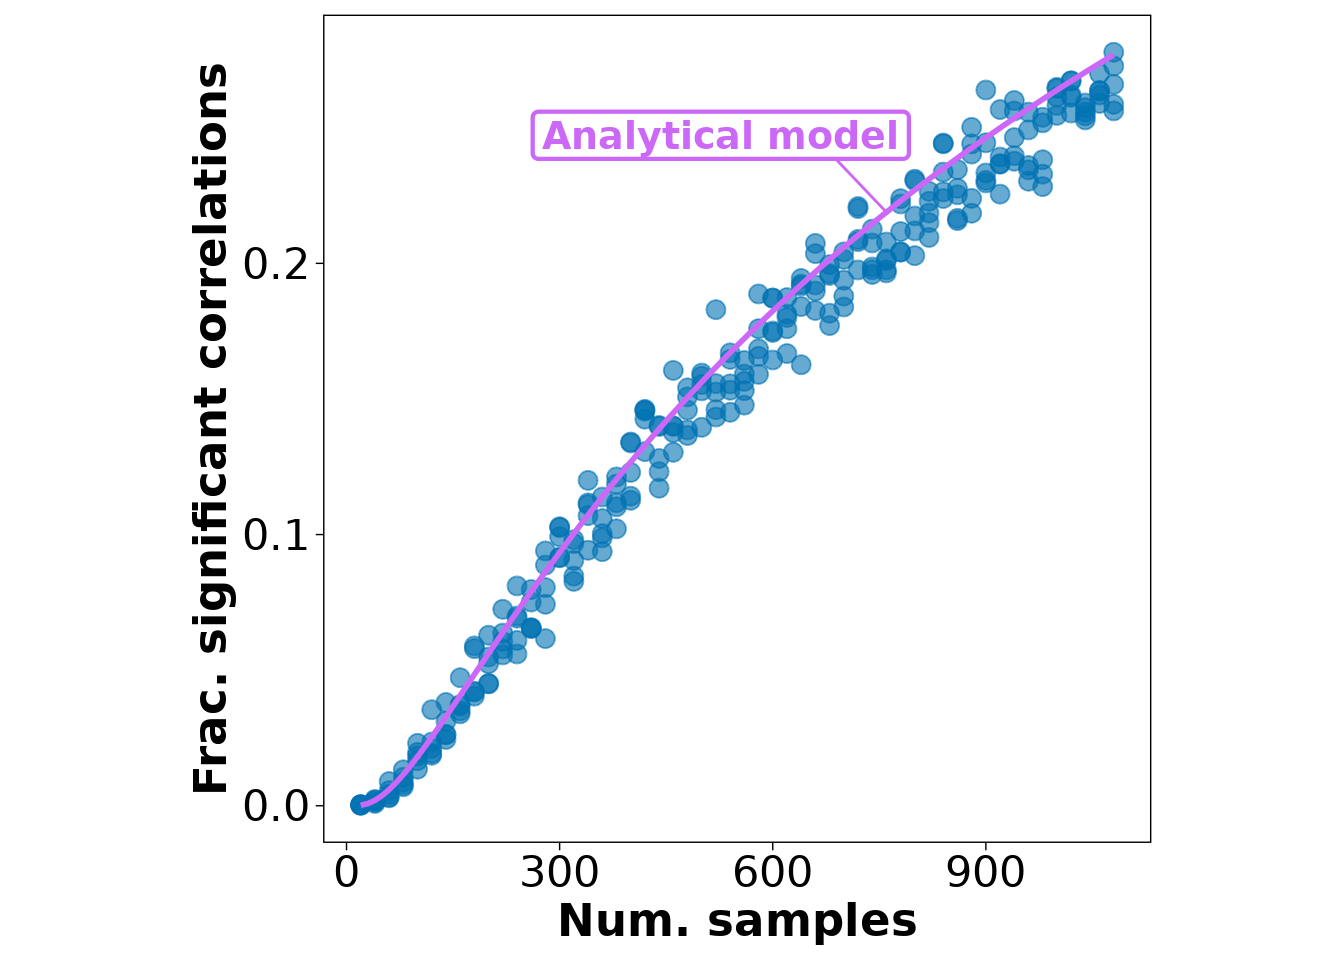 Frac. significant correlations
Analytical model
0.2
0.1
0.0
0 300 600 900
Num. samples